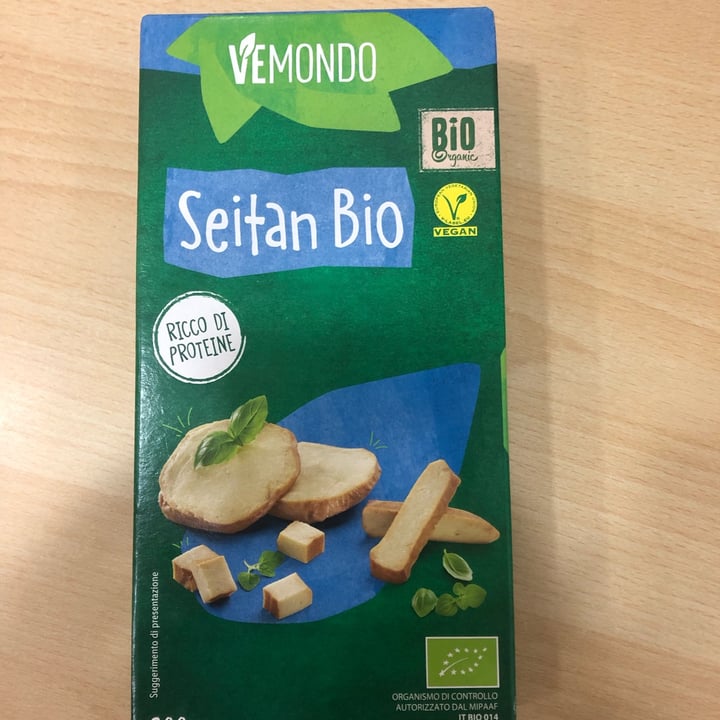 VEMONDO
BiO
Organic
Seitan Bio
VEGAN
RICCO DI
PROTEINE
Suggerimento di presentazione
ORGANISMO DI CONTROLLO
AUTORIZZATO DAL MIPAAF
IT BIO 014